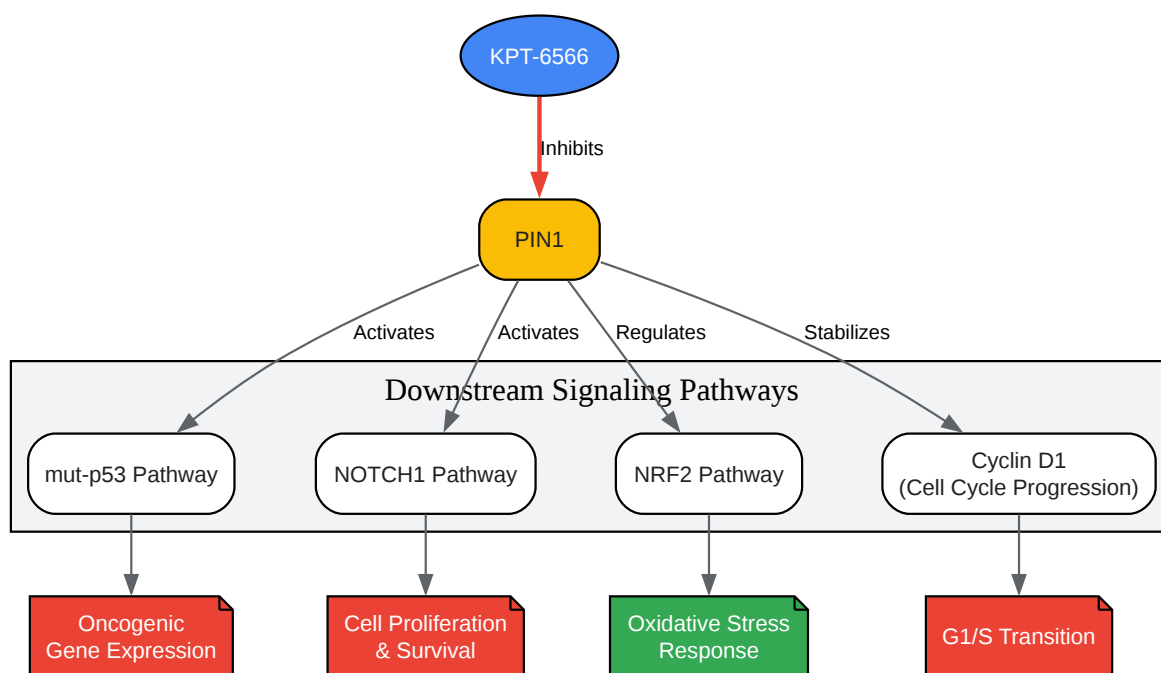 KPT-6566
Inhibits
PIN1
Activates
Activates
Regulates
Stabilizes
Downstream Signaling Pathways
mut-p53 Pathway
NOTCH1 Pathway
NRF2 Pathway
Cyclin D1
(Cell Cycle Progression)
Oncogenic
Gene Expression
Cell Proliferation
& Survival
Oxidative Stress
Response
G1/S Transition